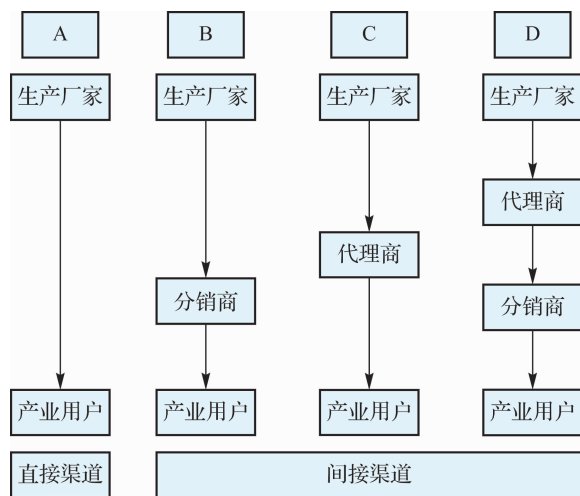 A
B
C
D
生产厂家
生产厂家
生产厂家
生产厂家
代理商
代理商
分销商
分销商
产业用户
产业用户
产业用户
产业用户
直接渠道
间接渠道